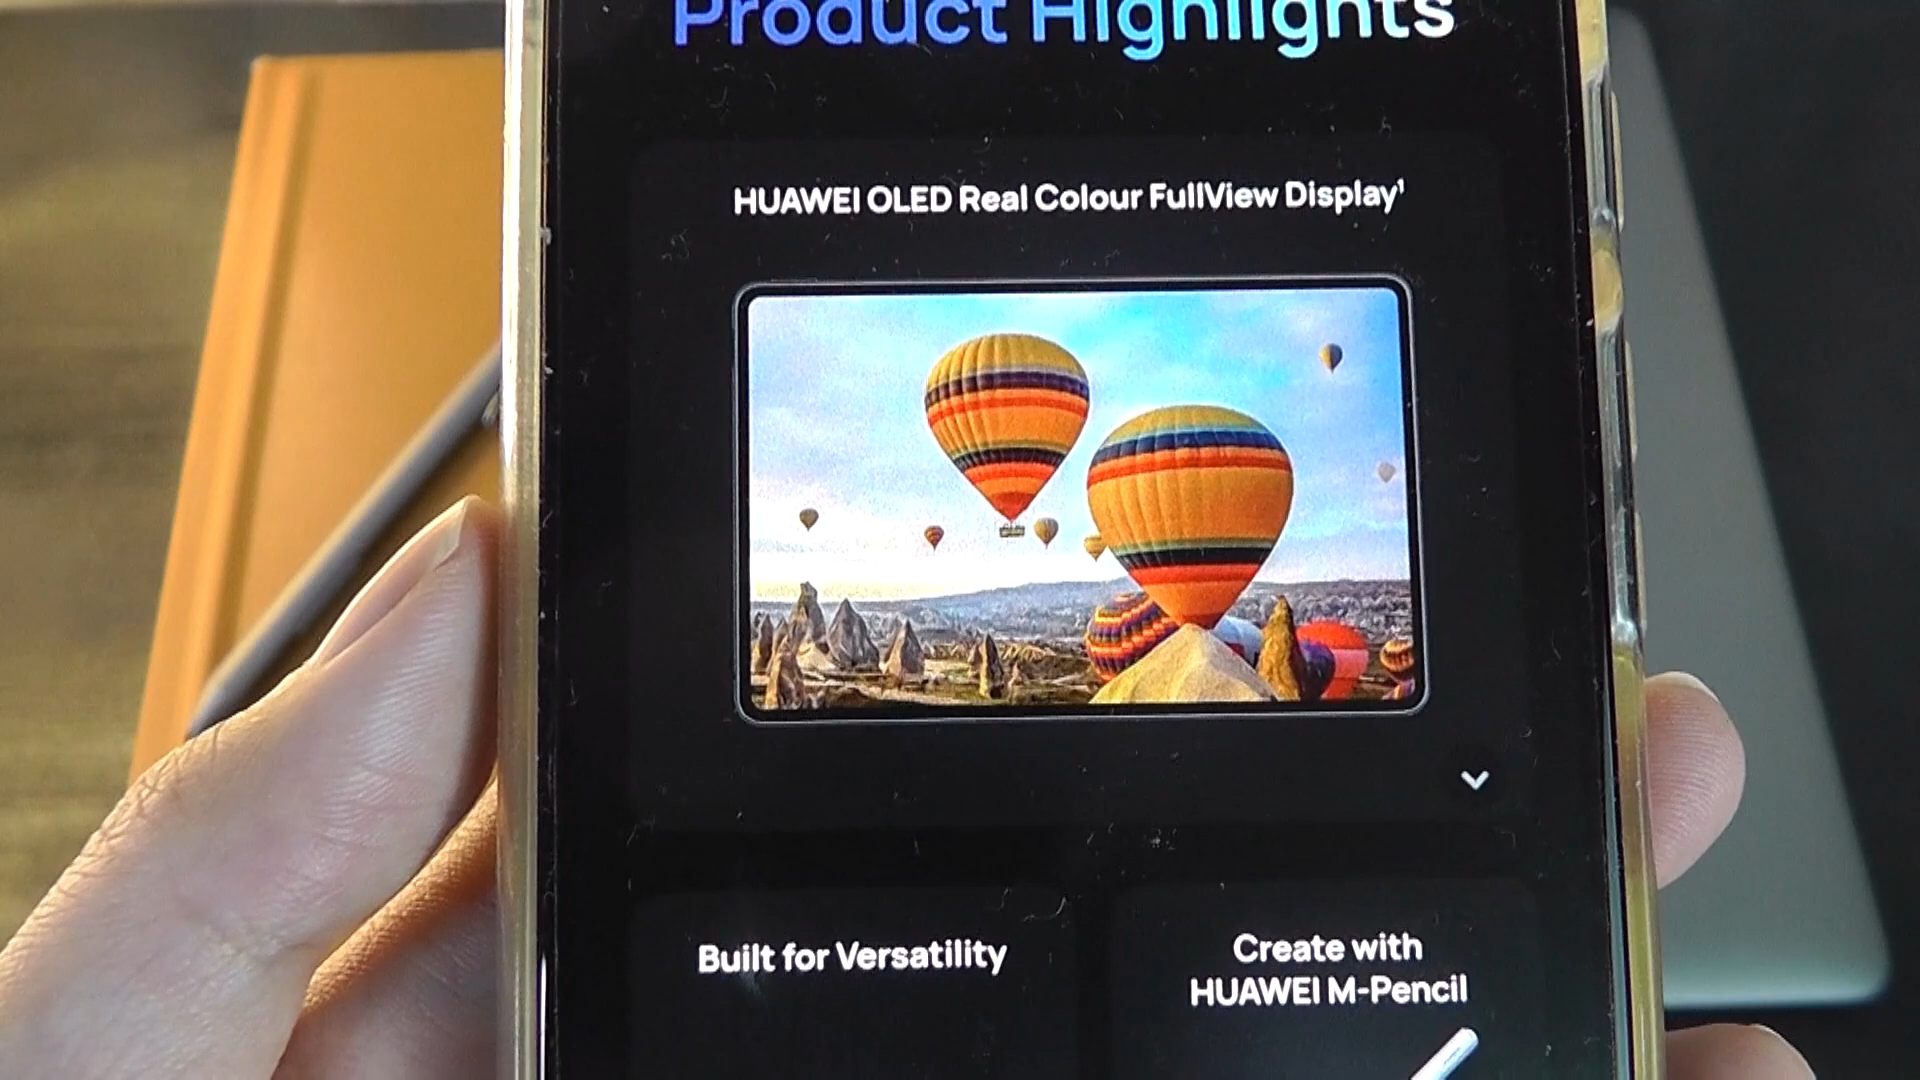 Product Highlights
HUAWEI OLED Real Colour FullView Display¹
Built for Versatility
Create with
HUAWEI M-Pencil